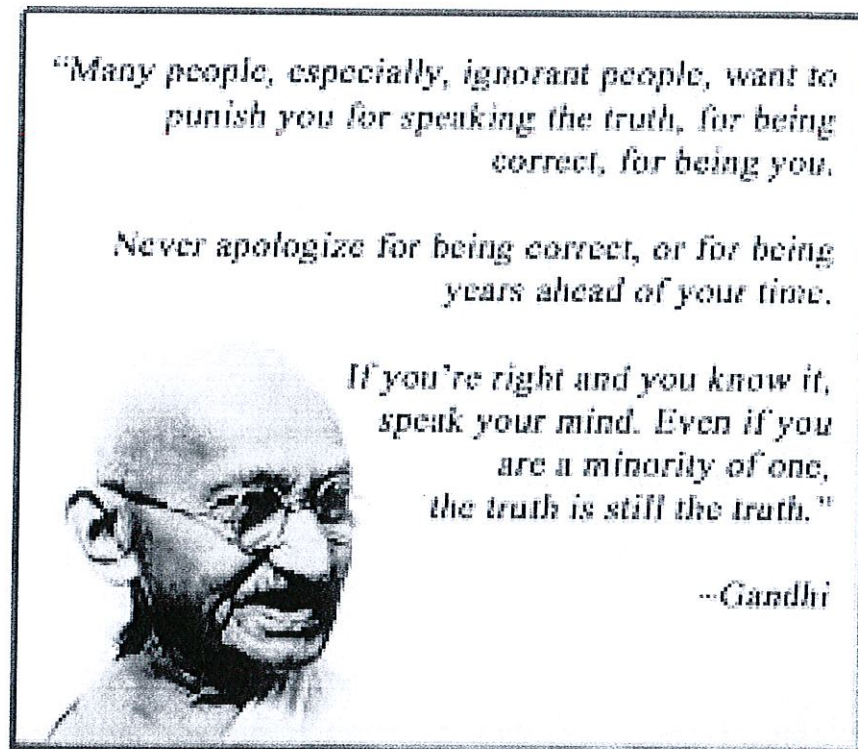 "Many people, especially, ignorant people, want to
punish you for speaking the truth, for being
correct, for being you.
Never apologize for being correct, or for being
years ahead of your time.
If you're right and you know it,
speak your mind. Even if you
are a minority of one,
the truth is still the truth."
--Gandhi